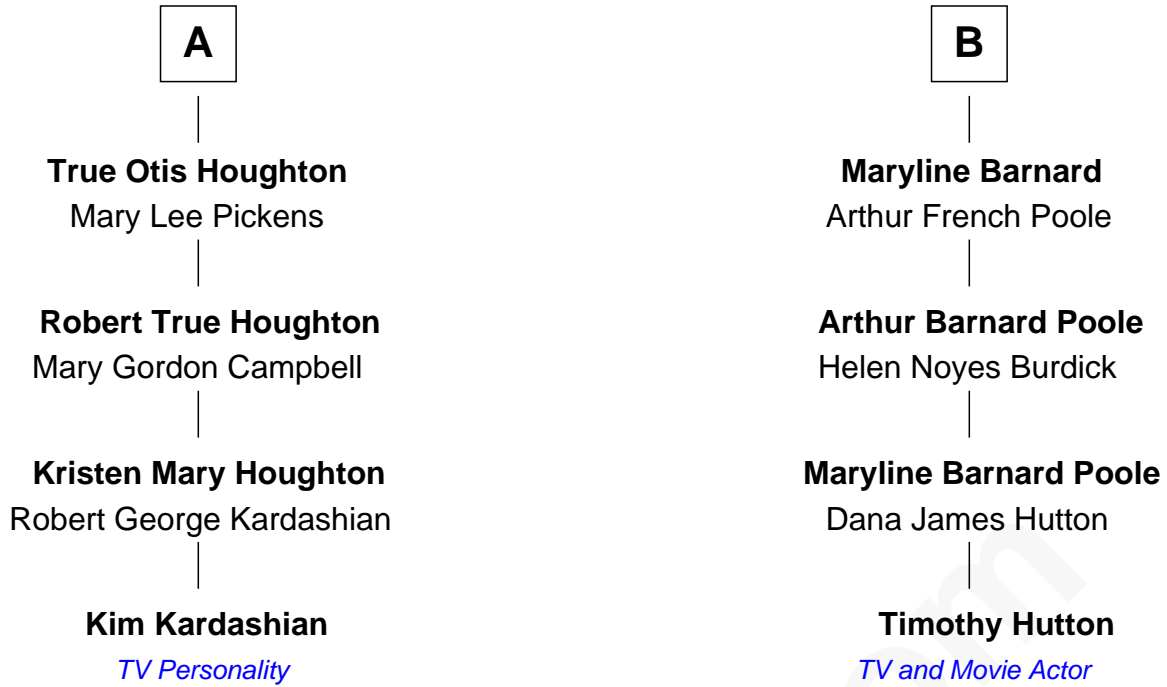 A
True Otis Houghton
Mary Lee Pickens
Robert True Houghton
Mary Gordon Campbell
Kristen Mary Houghton
Robert George Kardashian
Kim Kardashian
TV Personality
B
Maryline Barnard
Arthur French Poole
Arthur Barnard Poole
Helen Noyes Burdick
Maryline Barnard Poole
Dana James Hutton
Timothy Hutton
TV and Movie Actor